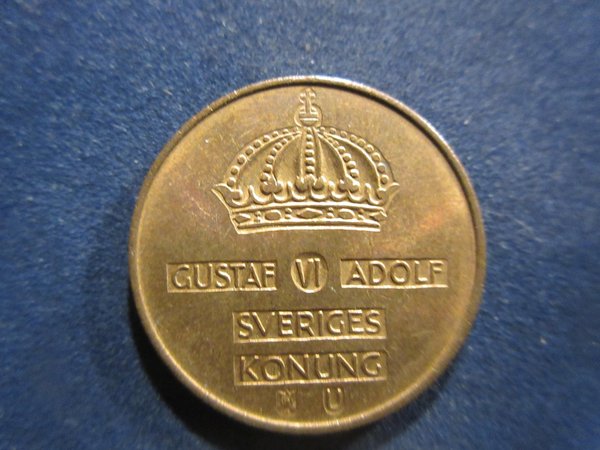 GUSTAF VI ADOLF
SVERIGES
KONUNG
U